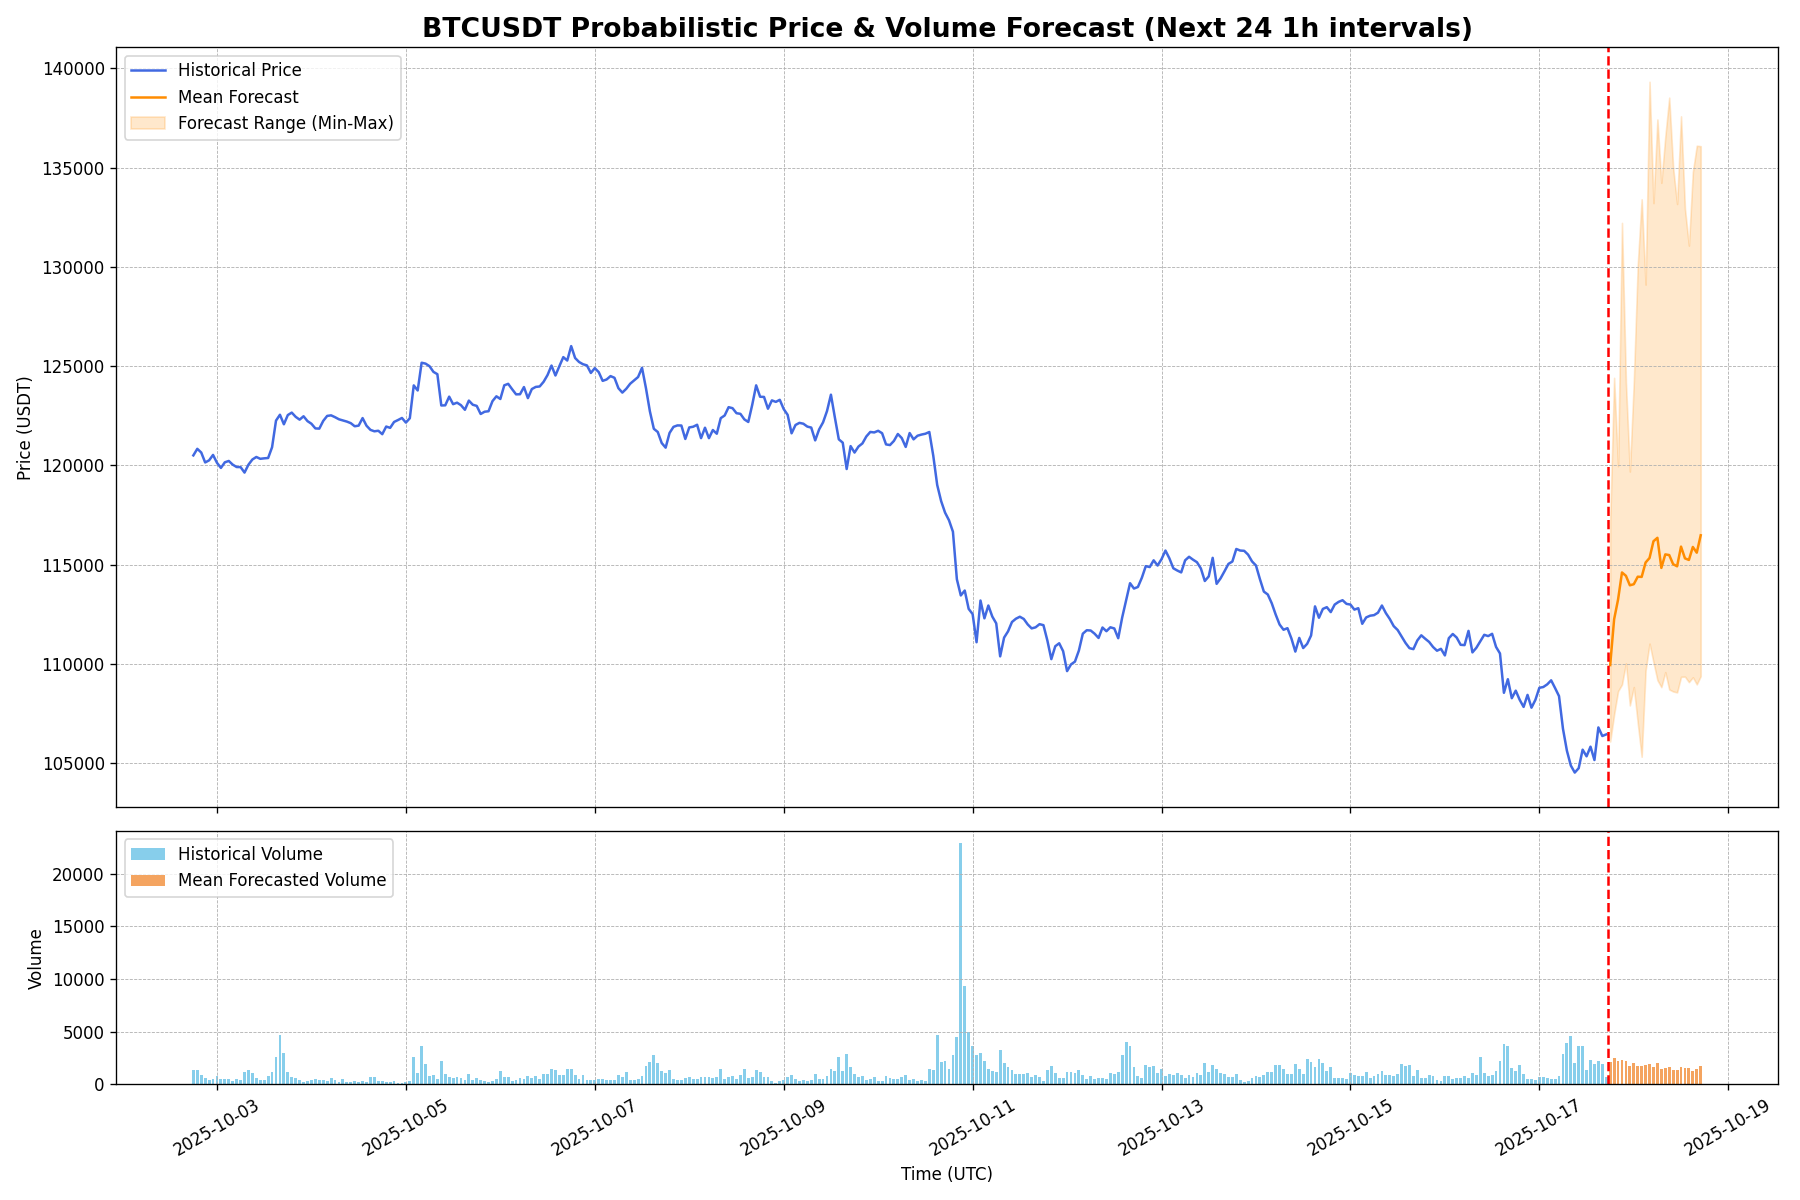 BTCUSDT Probabilistic Price & Volume Forecast (Next 24 1h intervals)
Historical Price
Mean Forecast
Forecast Range (Min-Max)
140000
135000
130000
125000
120000
115000
110000
105000
Price (USDT)
Historical Volume
Mean Forecasted Volume
20000
15000
10000
5000
0
Volume
2025-10-03
2025-10-05
2025-10-07
2025-10-09
2025-10-11
2025-10-13
2025-10-15
2025-10-17
2025-10-19
Time (UTC)